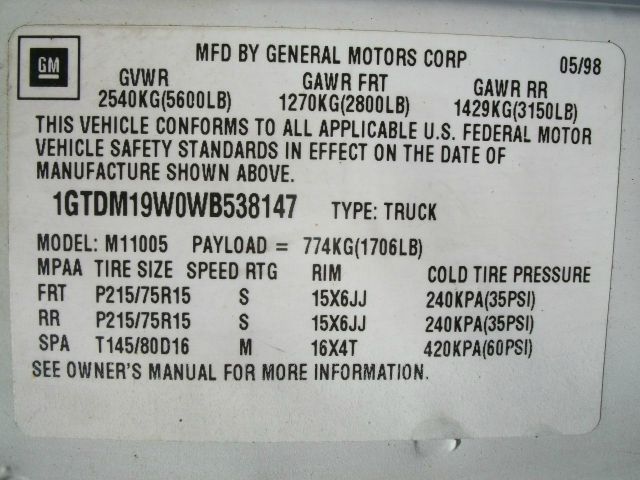 GM
MFD BY GENERAL MOTORS CORP 05/98
GVWR GAWR FRT GAWR RR
2540KG(5600LB) 1270KG(2800LB) 1429KG(3150LB)
THIS VEHICLE CONFORMS TO ALL APPLICABLE U.S. FEDERAL MOTOR
VEHICLE SAFETY STANDARDS IN EFFECT ON THE DATE OF
MANUFACTURE SHOWN ABOVE.
1GTDM19W0WB538147 TYPE: TRUCK
MODEL: M11005 PAYLOAD = 774KG(1706LB)
MPAA TIRE SIZE SPEED RTG RIM COLD TIRE PRESSURE
FRT P215/75R15 S 15X6JJ 240KPA(35PSI)
RR P215/75R15 S 15X6JJ 240KPA(35PSI)
SPA T145/80D16 M 16X4T 420KPA(60PSI)
SEE OWNER'S MANUAL FOR MORE INFORMATION.